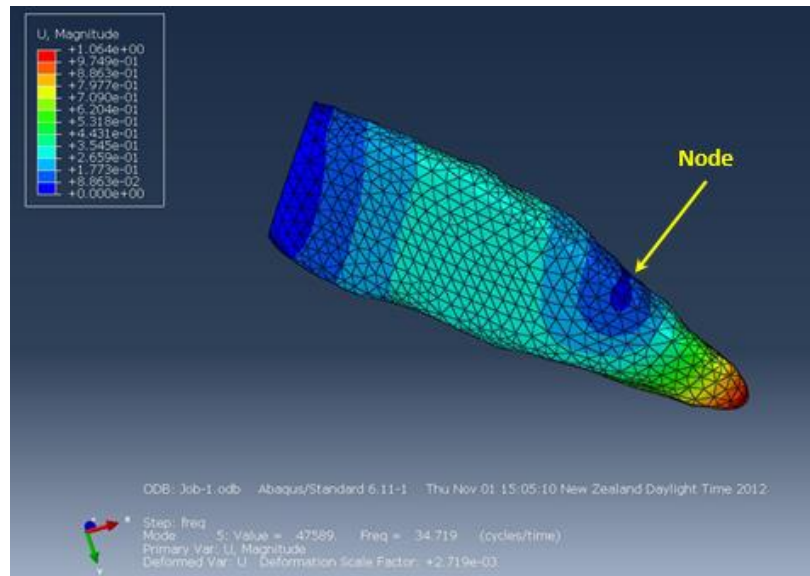 U, Magnitude
+1.064e+00
+9.749e-01
+8.863e-01
+7.977e-01
+7.090e-01
+6.204e-01
+5.318e-01
+4.431e-01
+3.545e-01
+2.659e-01
+1.773e-01
+8.863e-02
+0.000e+00
Node
ODB: Job-1.odb Abaqus/Standard 6.11-1 Thu Nov 01 15:05:10 New Zealand Daylight Time 2012
Step: freq
Mode 5: Value = 47589. Freq = 34.719 (cycles/time)
Primary Var: U, Magnitude
Deformed Var: U Deformation Scale Factor: +2.719e-03